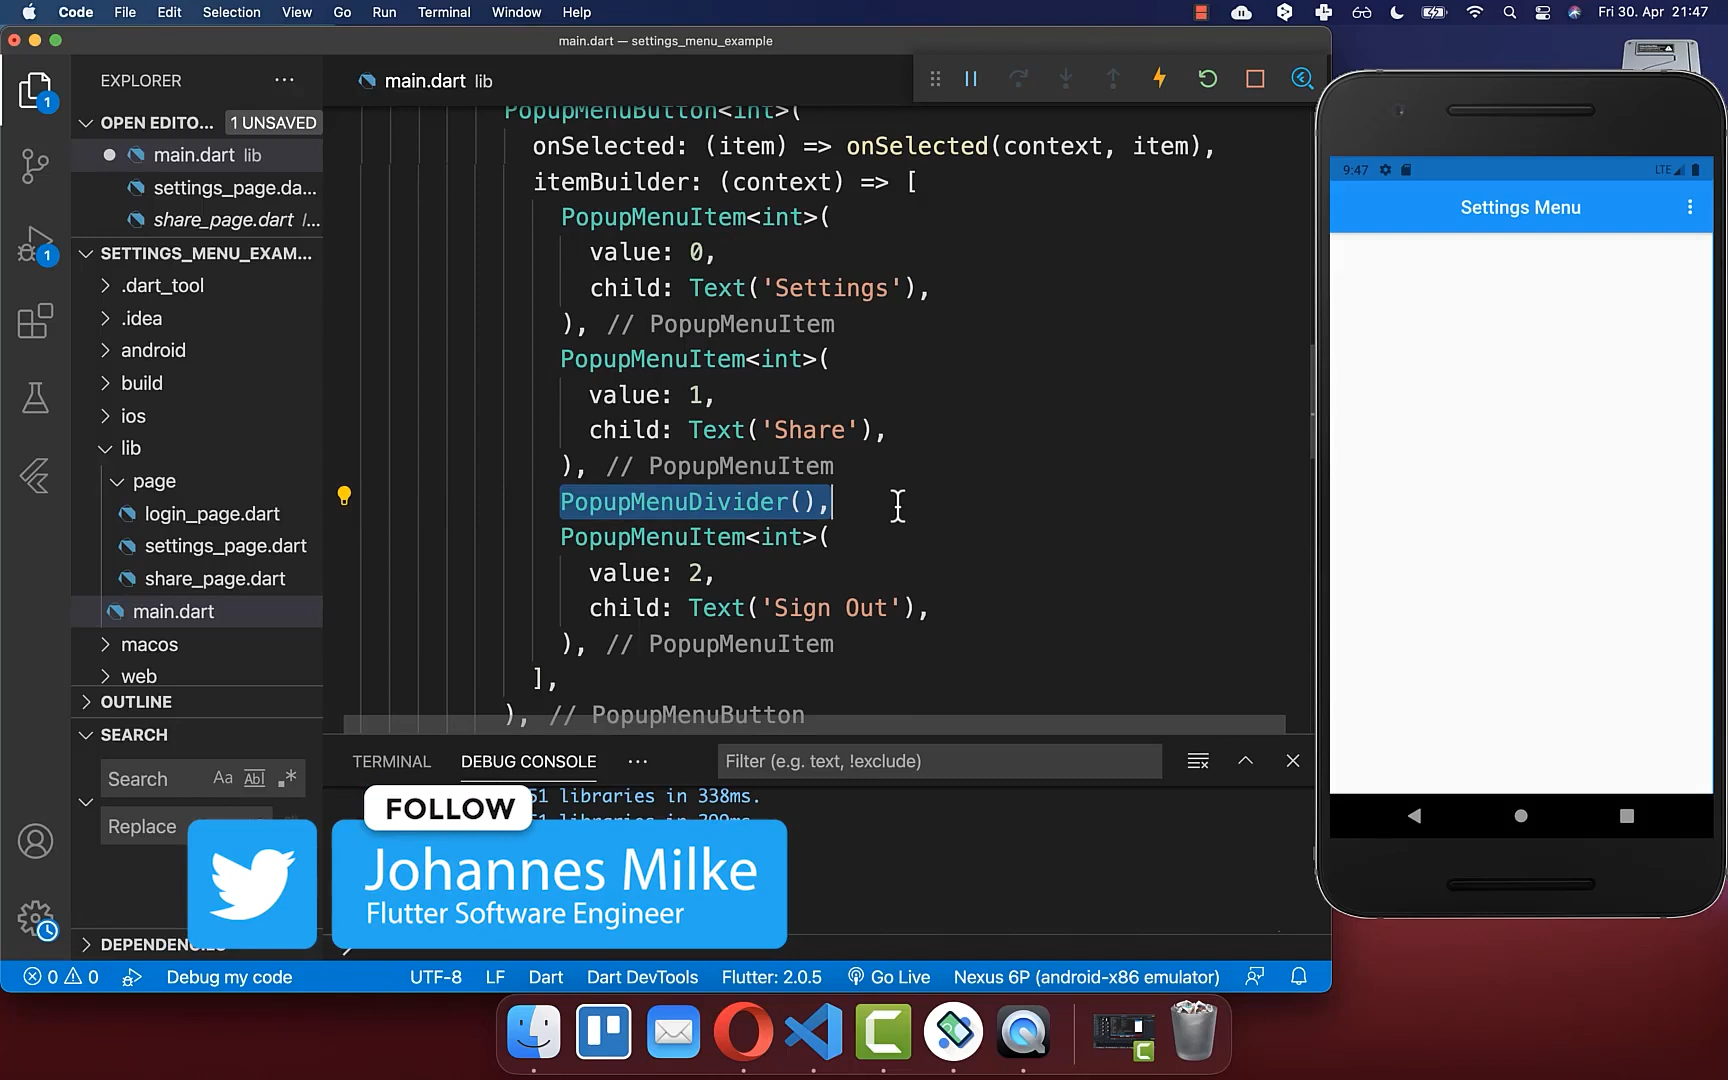 Code File Edit Selection View Go Run Terminal Window Help
Fri 30. Apr 21:47
main.dart — settings_menu_example
EXPLORER
OPEN EDITO... 1 UNSAVED
main.dart lib
settings_page.da...
share_page.dart l...
SETTINGS_MENU_EXAM...
.dart_tool
.idea
android
build
ios
lib
page
login_page.dart
settings_page.dart
share_page.dart
main.dart
macos
web
OUTLINE
SEARCH
Search Aa Abl .*
Replace
1
1
main.dart lib
PopupMenuButton<int>(
onSelected: (item) => onSelected(context, item),
itemBuilder: (context) => [
PopupMenuItem<int>(
value: 0,
child: Text('Settings'),
), // PopupMenuItem
PopupMenuItem<int>(
value: 1,
child: Text('Share'),
), // PopupMenuItem
PopupMenuDivider(),
PopupMenuItem<int>(
value: 2,
child: Text('Sign Out'),
), // PopupMenuItem
],
), // PopupMenuButton
TERMINAL DEBUG CONSOLE Filter (e.g. text, !exclude)
51 libraries in 338ms.
FOLLOW
Johannes Milke
Flutter Software Engineer
0 0 Debug my code UTF-8 LF Dart Dart DevTools Flutter: 2.0.5 Go Live Nexus 6P (android-x86 emulator)
9:47 LTE
Settings Menu